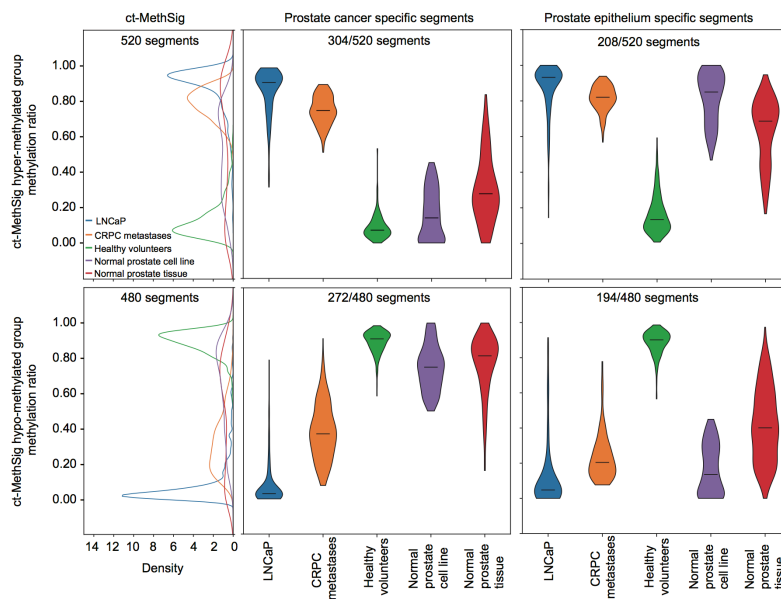 ct-MethSig
Prostate cancer specific segments
Prostate epithelium specific segments
520 segments
304/520 segments
208/520 segments
ct-MethSig hyper-methylated group
methylation ratio
1.00
0.80
0.60
0.40
0.20
0.00
LNCaP
CRPC metastases
Healthy volunteers
Normal prostate cell line
Normal prostate tissue
480 segments
272/480 segments
194/480 segments
ct-MethSig hypo-methylated group
methylation ratio
1.00
0.80
0.60
0.40
0.20
0.00
14 12 10 8 6 4 2 0
Density
LNCaP
CRPC
metastases
Healthy
volunteers
Normal
prostate
cell line
Normal
prostate
tissue
LNCaP
CRPC
metastases
Healthy
volunteers
Normal
prostate
cell line
Normal
prostate
tissue